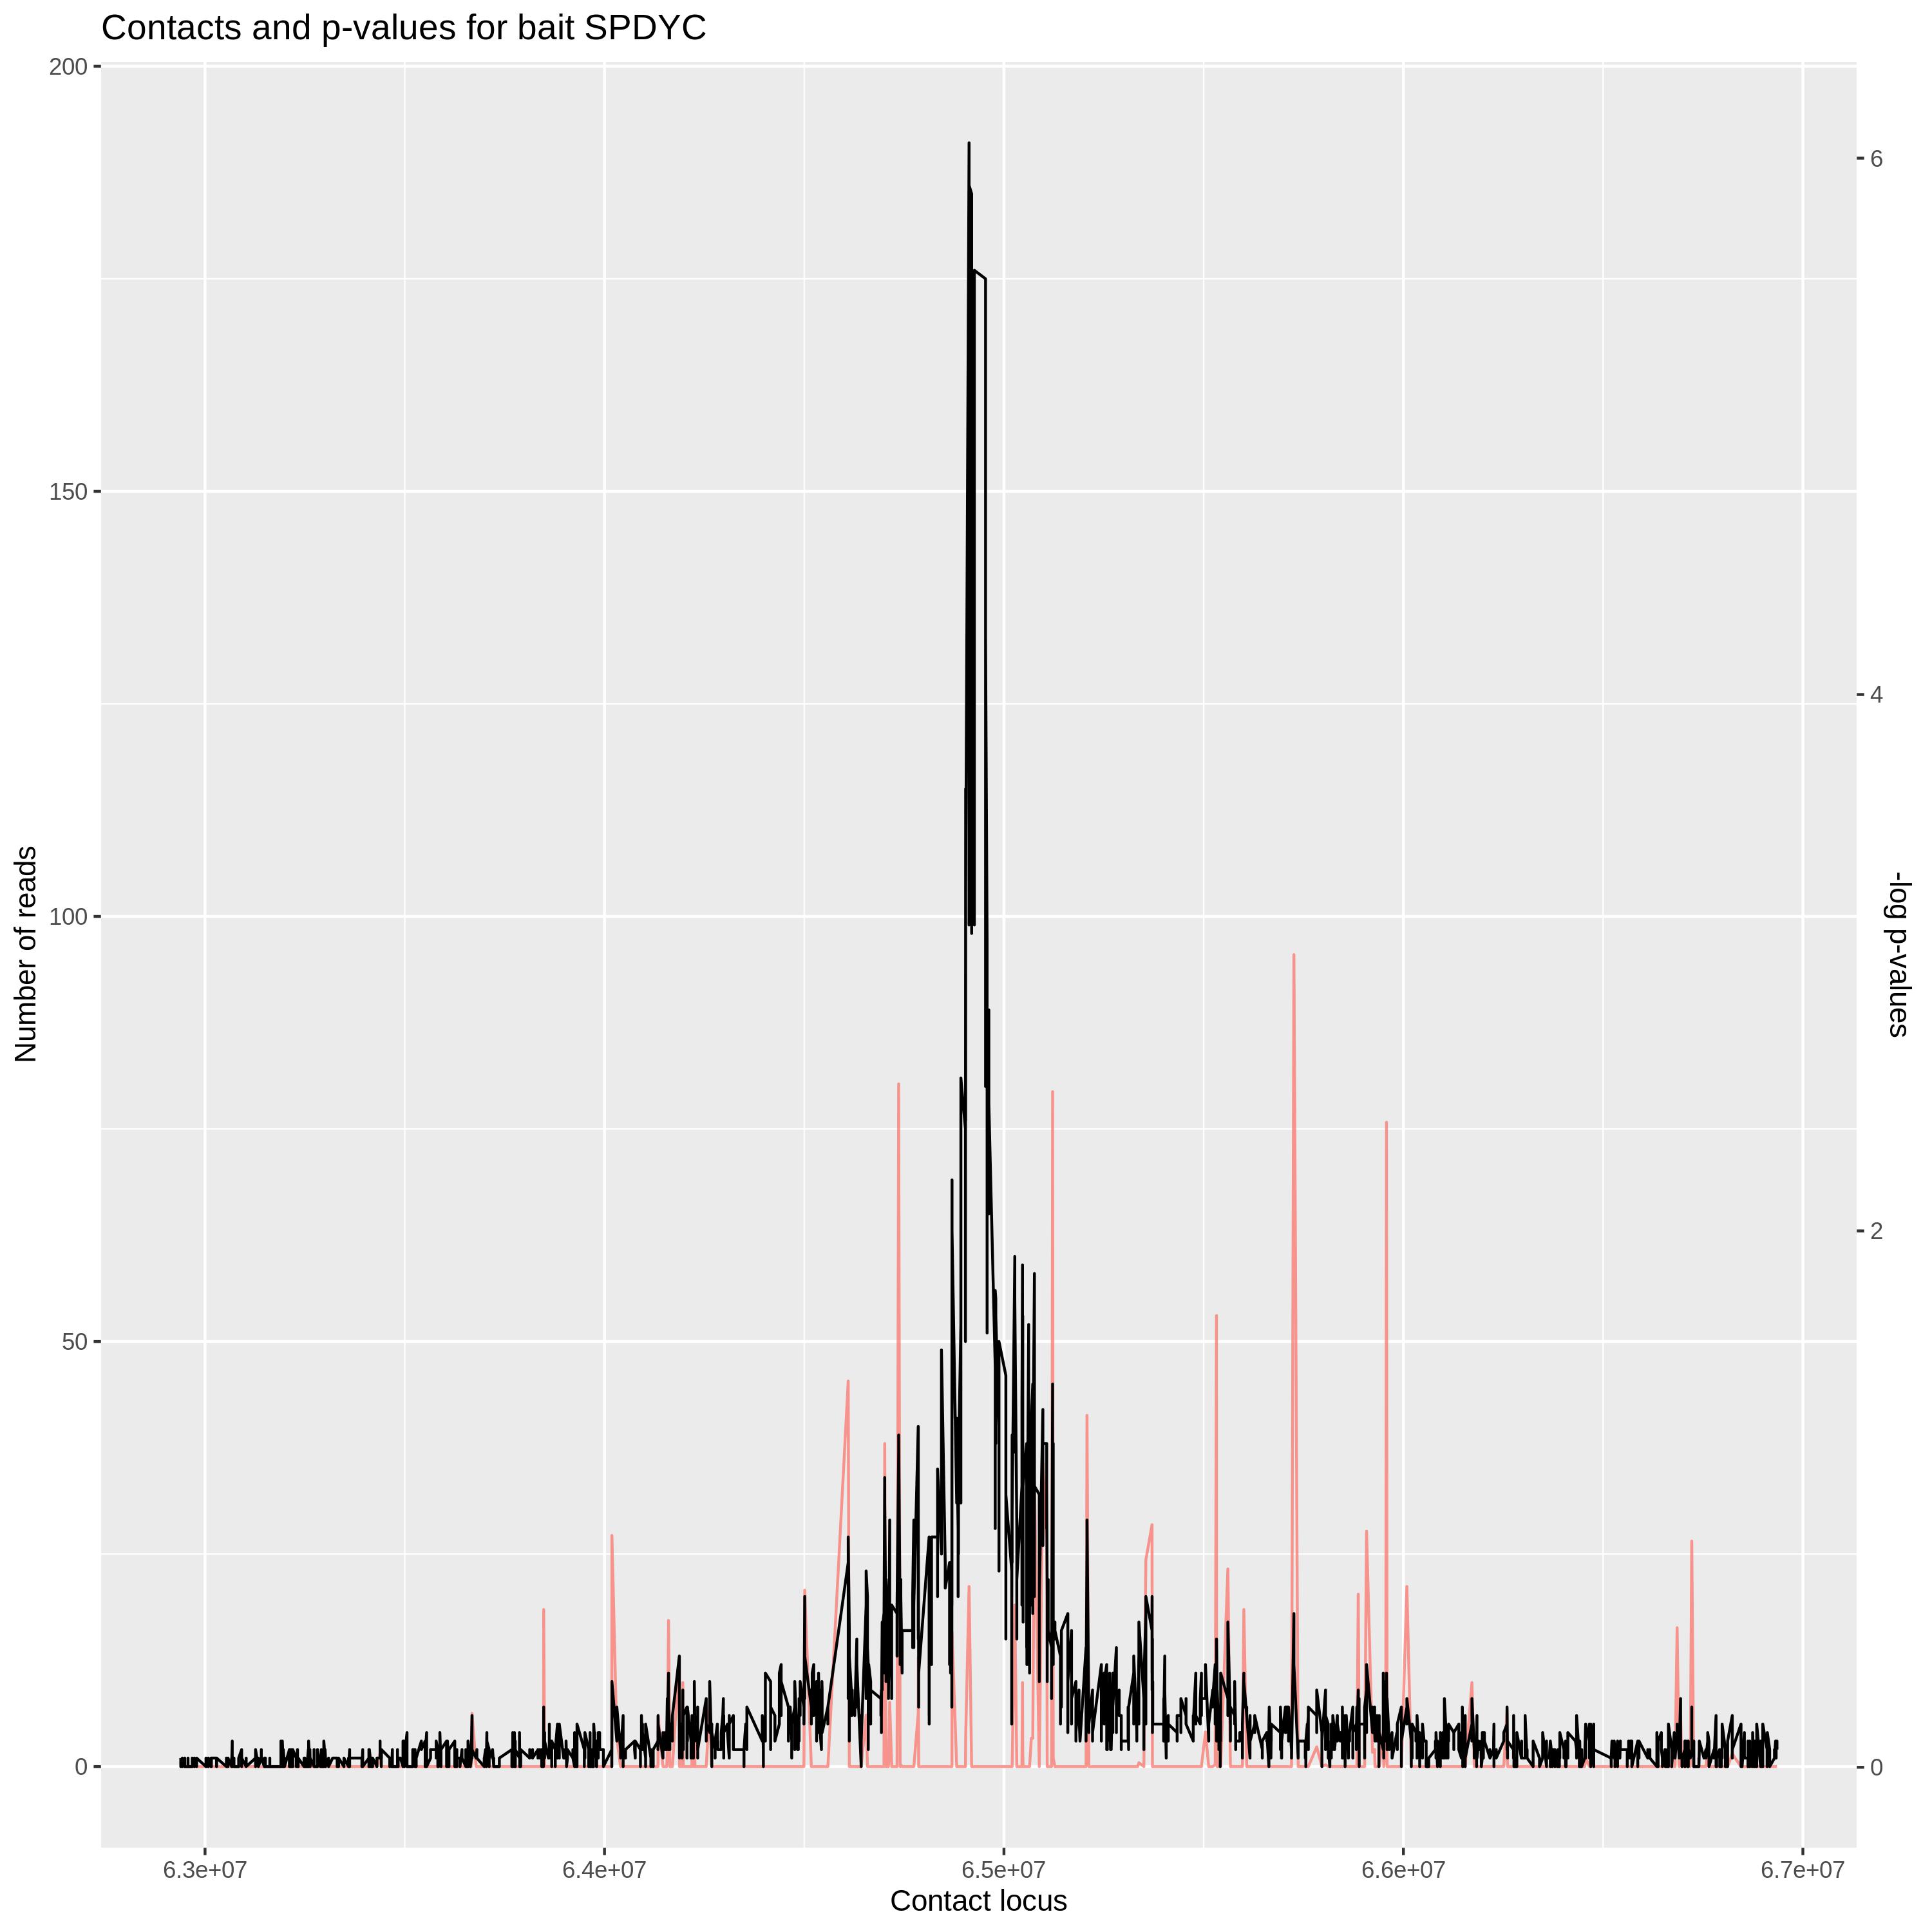 Contacts and p-values for bait SPDYC
200
150
100
50
0
Number of reads
6
4
2
0
-log p-values
6.3e+07 6.4e+07 6.5e+07 6.6e+07 6.7e+07
Contact locus